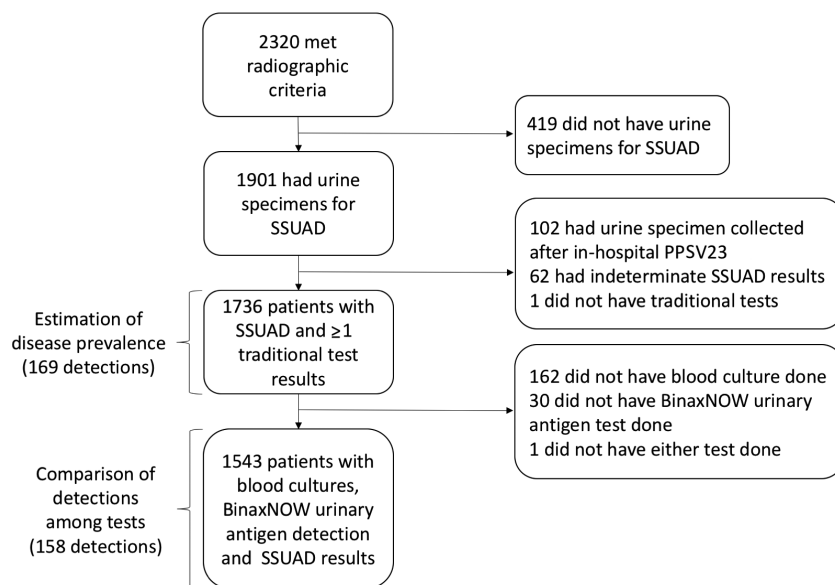 2320 met
radiographic
criteria
419 did not have urine
specimens for SSUAD
1901 had urine
specimens for
SSUAD
102 had urine specimen collected
after in-hospital PPSV23
62 had indeterminate SSUAD results
1 did not have traditional tests
Estimation of
disease prevalence
(169 detections)
1736 patients with
SSUAD and ≥1
traditional test
results
162 did not have blood culture done
30 did not have BinaxNOW urinary
antigen test done
1 did not have either test done
Comparison of
detections
among tests
(158 detections)
1543 patients with
blood cultures,
BinaxNOW urinary
antigen detection
and SSUAD results